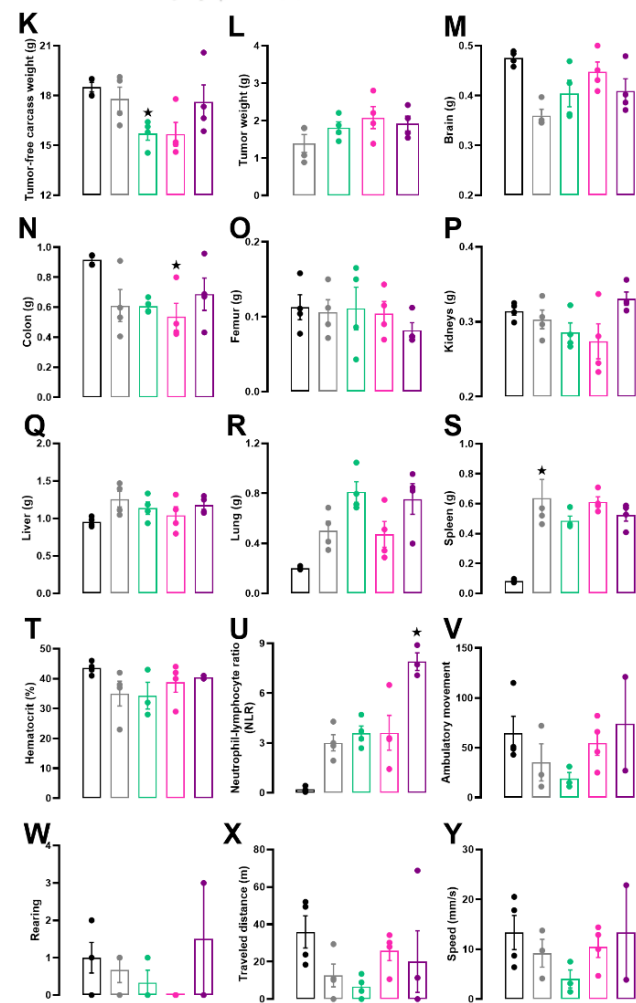 K
Tumor-free carcass weight (g)
21
18
15
12
★
L
Tumor weight (g)
4
3
2
1
0
M
Brain (g)
0.5
0.4
0.3
0.2
N
Colon (g)
1.0
0.8
0.6
0.4
0.2
0.0
★
O
Femur (g)
0.2
0.1
0.0
P
Kidneys (g)
0.4
0.3
0.2
Q
Liver (g)
2.0
1.5
1.0
0.5
0.0
R
Lung (g)
1.2
0.8
0.4
0.0
S
Spleen (g)
1.0
0.8
0.6
0.4
0.2
0.0
★
T
Hematocrit (%)
50
40
30
20
10
0
U
Neutrophil-lymphocyte ratio
(NLR)
9
6
3
0
★
V
Ambulatory movement
150
100
50
0
W
Rearing
4
3
2
1
0
X
Traveled distance (m)
80
60
40
20
0
Y
Speed (mm/s)
30
20
10
0